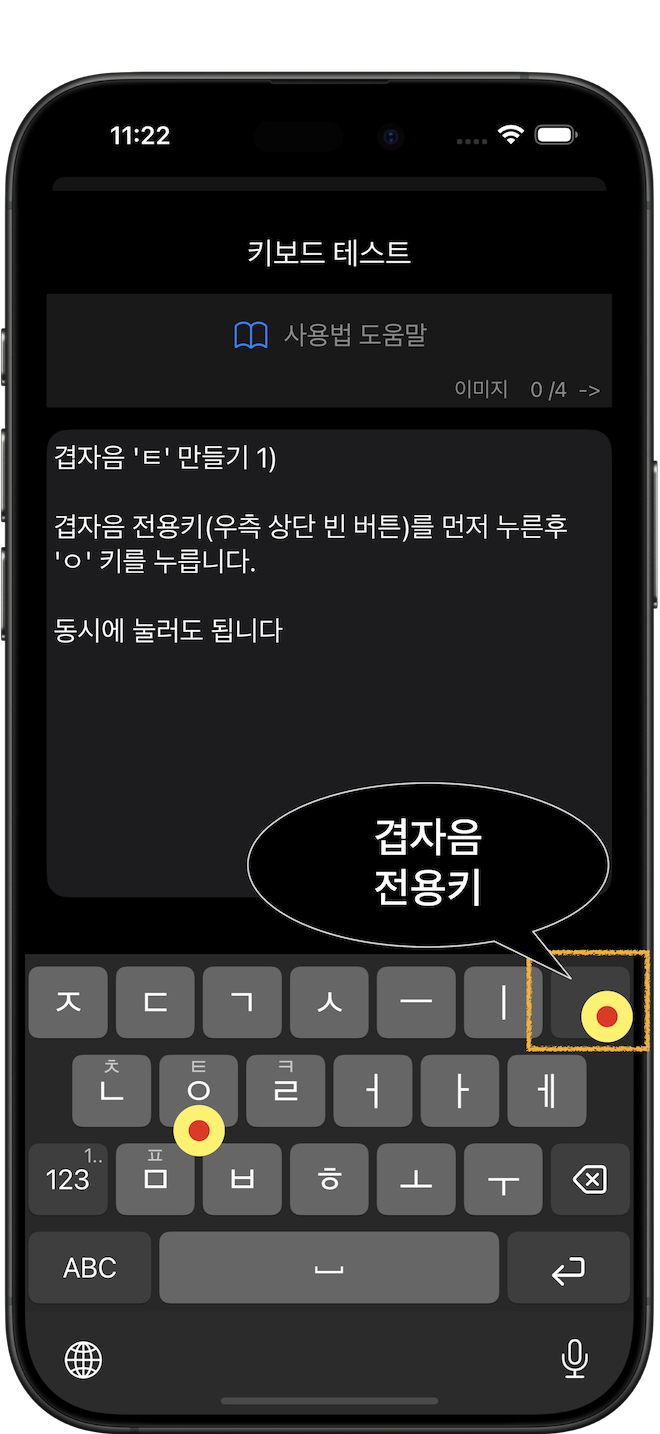 11:22
키보드 테스트
사용법 도움말
이미지 0 /4 ->
겹자음 'ㅌ' 만들기 1)
겹자음 전용키(우측 상단 빈 버튼)를 먼저 누른후
'ㅇ' 키를 누릅니다.
동시에 눌러도 됩니다
겹자음
전용키
ㅈ ㄷ ㄱ ㅅ ㅡ ㅣ
ㅊ ㅌ ㅋ
ㄴ ㅇ ㄹ ㅓ ㅏ ㅔ
1.. ㅍ
123 ㅁ ㅂ ㅎ ㅗ ㅜ
ABC